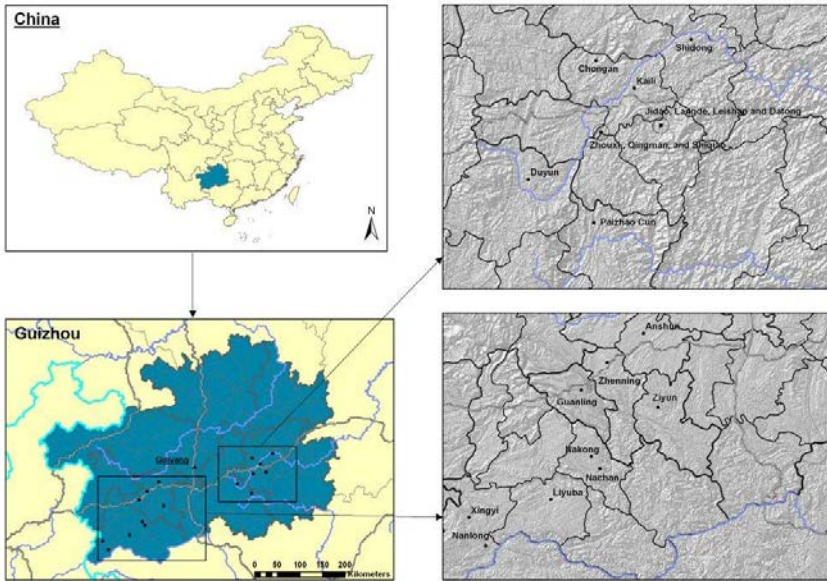 China
N
Guizhou
Guiyang
0 50 100 150 200
Kilometers
Shidong
Chongan
Kaili
Jidao, Langde, Leishan and Datong
Zhouxi, Qingman, and Shiqiao
Duyun
Paizhao Cun
Anshun
Zhenning
Guanling
Ziyun
Nakong
Nachan
Liyuba
Xingyi
Nanlong